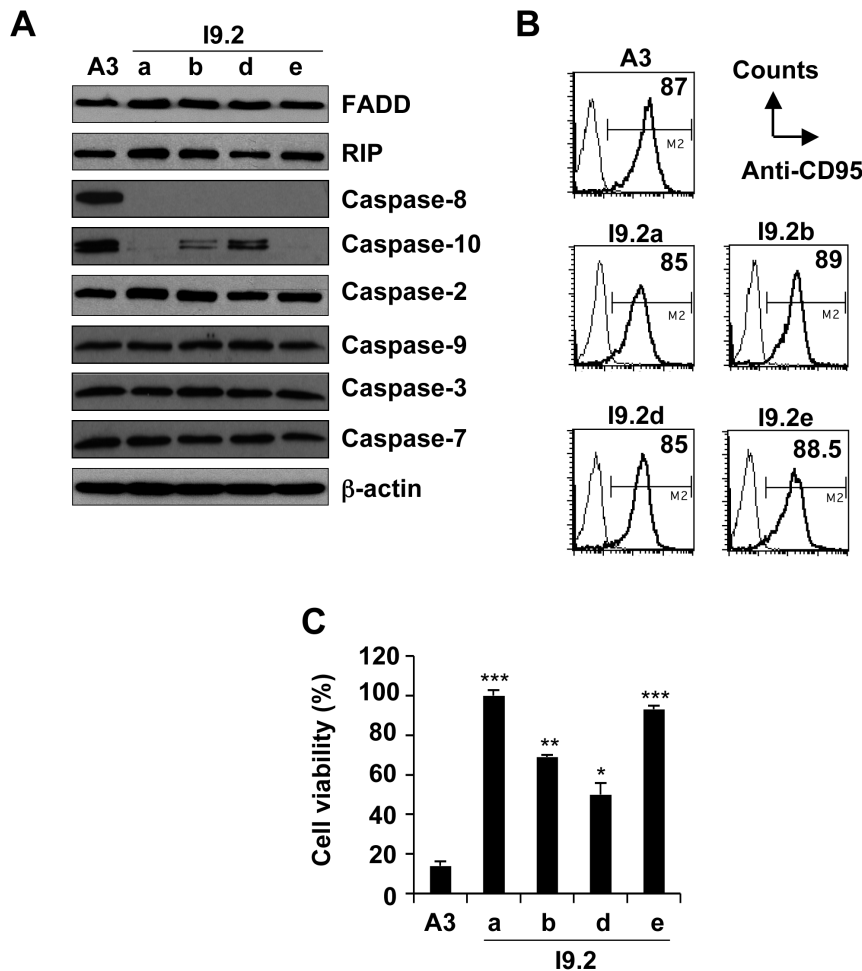 A
I9.2
A3 a b d e
FADD
RIP
Caspase-8
Caspase-10
Caspase-2
Caspase-9
Caspase-3
Caspase-7
β-actin
B
A3
87
M2
Counts
Anti-CD95
I9.2a
85
M2
I9.2b
89
M2
I9.2d
85
M2
I9.2e
88.5
M2
C
Cell viability (%)
120
100
80
60
40
20
0
***
**
*
***
A3 a b d e
I9.2